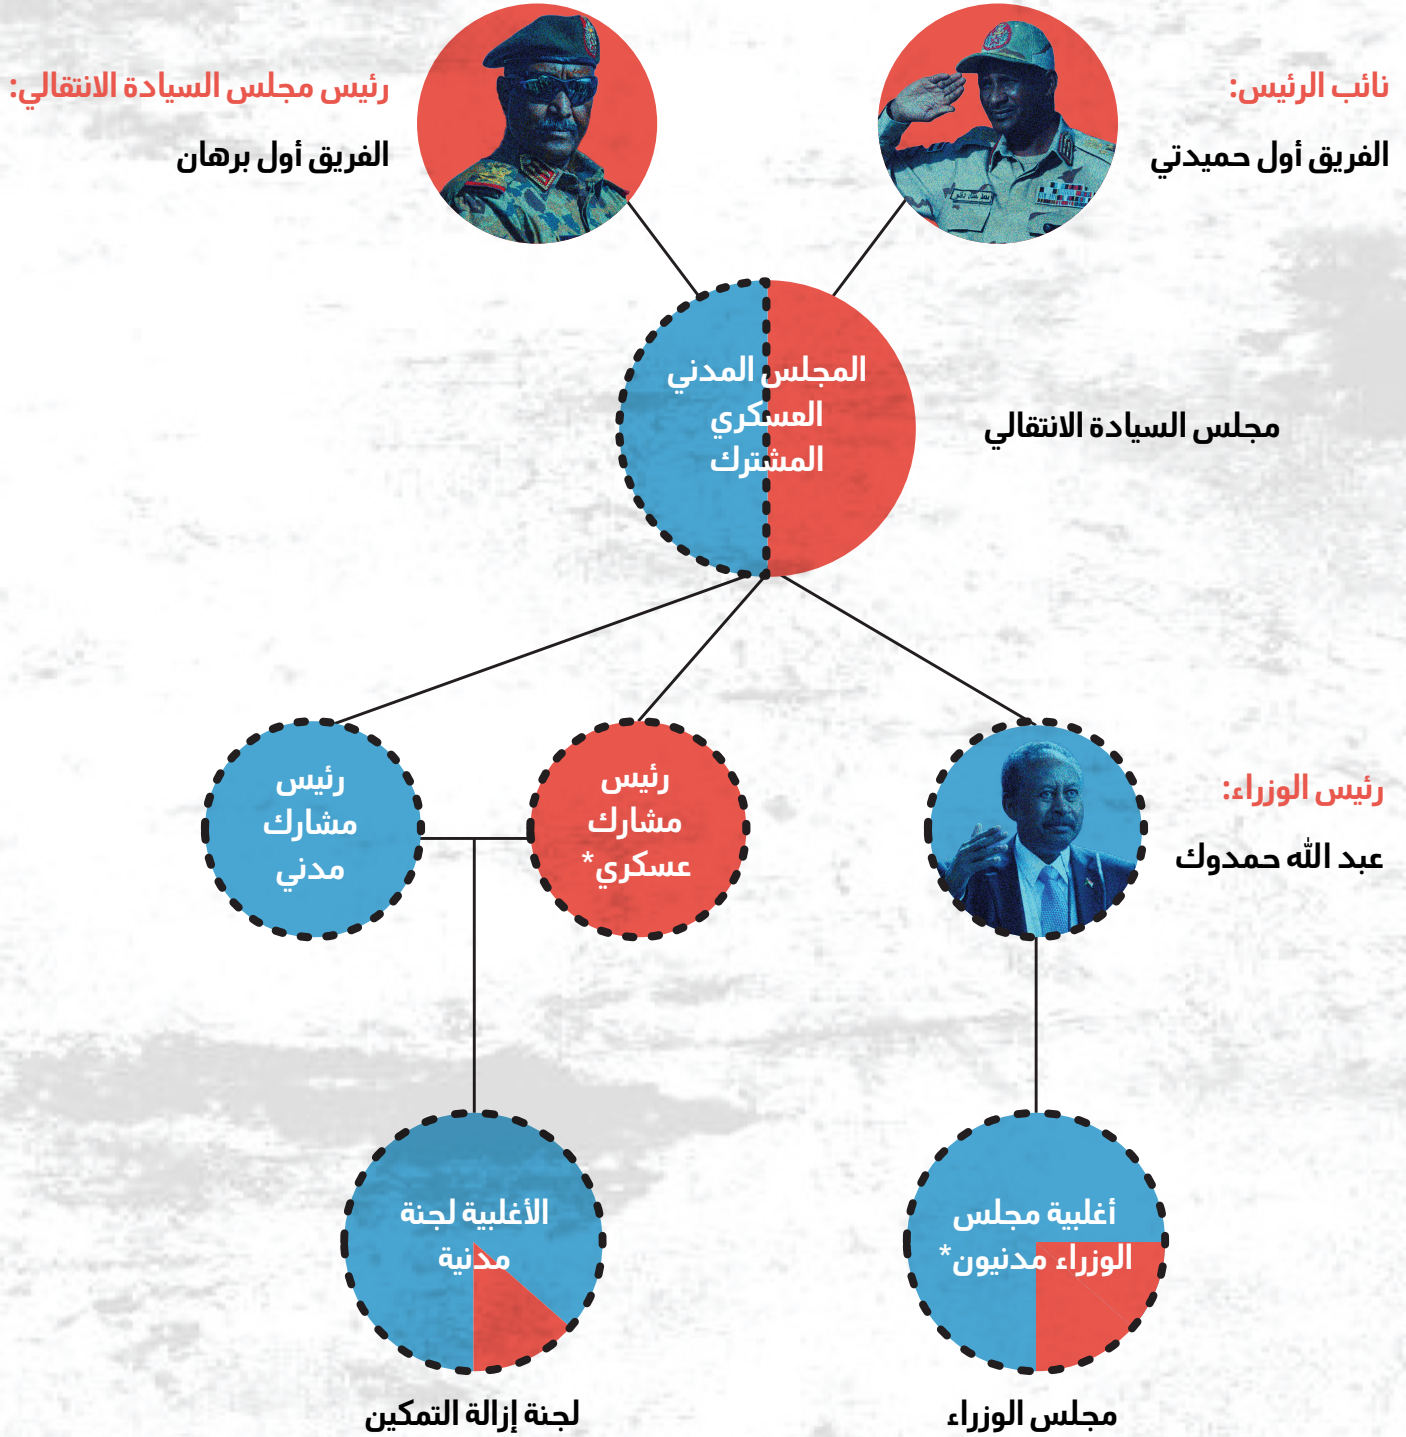 نائب الرئيس:
الفريق أول حميدتي
رئيس مجلس السيادة الانتقالي:
الفريق أول برهان
المجلس المدني
العسكري
المشترك
مجلس السيادة الانتقالي
رئيس الوزراء:
عبد الله حمدوك
رئيس
مشارك
عسكري*
رئيس
مشارك
مدني
أغلبية مجلس
الوزراء مدنيون*
مجلس الوزراء
الأغلبية لجنة
مدنية
لجنة إزالة التمكين